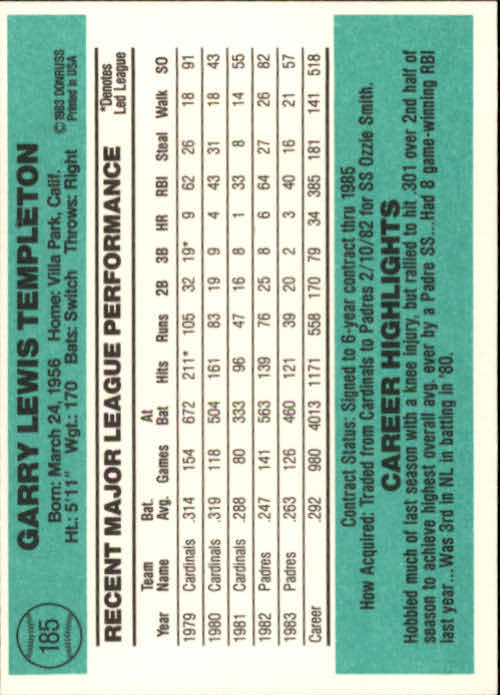 185
GARRY LEWIS TEMPLETON
Born: March 24, 1956 Home: Villa Park, Calif.
Ht.: 5'11" Wgt.: 170 Bats: Switch Throws: Right
© 1983 DONRUSS
Printed in USA
RECENT MAJOR LEAGUE PERFORMANCE
*Denotes
Led League
Year Team Name Bat. Avg. Games At Bat Hits Runs 2B 3B HR RBI Steal Walk SO
1979 Cardinals .314 154 672 211* 105 32 19* 9 62 26 18 91
1980 Cardinals .319 118 504 161 83 19 9 4 43 31 18 43
1981 Cardinals .288 80 333 96 47 16 8 1 33 8 14 55
1982 Padres .247 141 563 139 76 25 8 6 64 27 26 82
1983 Padres .263 126 460 121 39 20 2 3 40 16 21 57
Career .292 980 4013 1171 558 170 79 34 385 181 141 518
Contract Status: Signed to 6-year contract thru 1985
How Acquired: Traded from Cardinals to Padres 2/10/82 for SS Ozzie Smith.
CAREER HIGHLIGHTS
Hobbled much of last season with a knee injury, but rallied to hit .301 over 2nd half of
season to achieve highest overall avg. ever by a Padre SS...Had 8 game-winning RBI
last year...Was 3rd in NL in batting in '80.